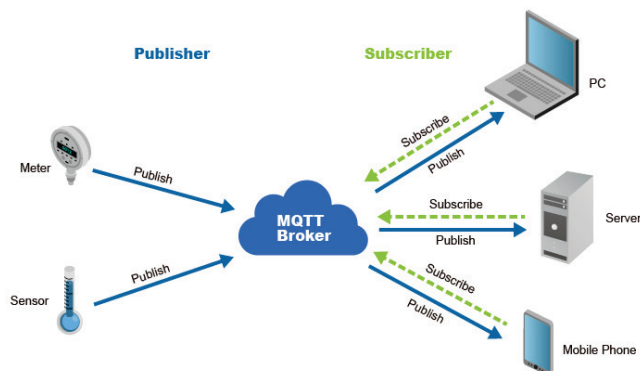 Publisher
Subscriber
PC
Subscribe
Publish
Meter
Publish
MQTT
Broker
Subscribe
Publish
Server
Sensor
Publish
Subscribe
Publish
Mobile Phone